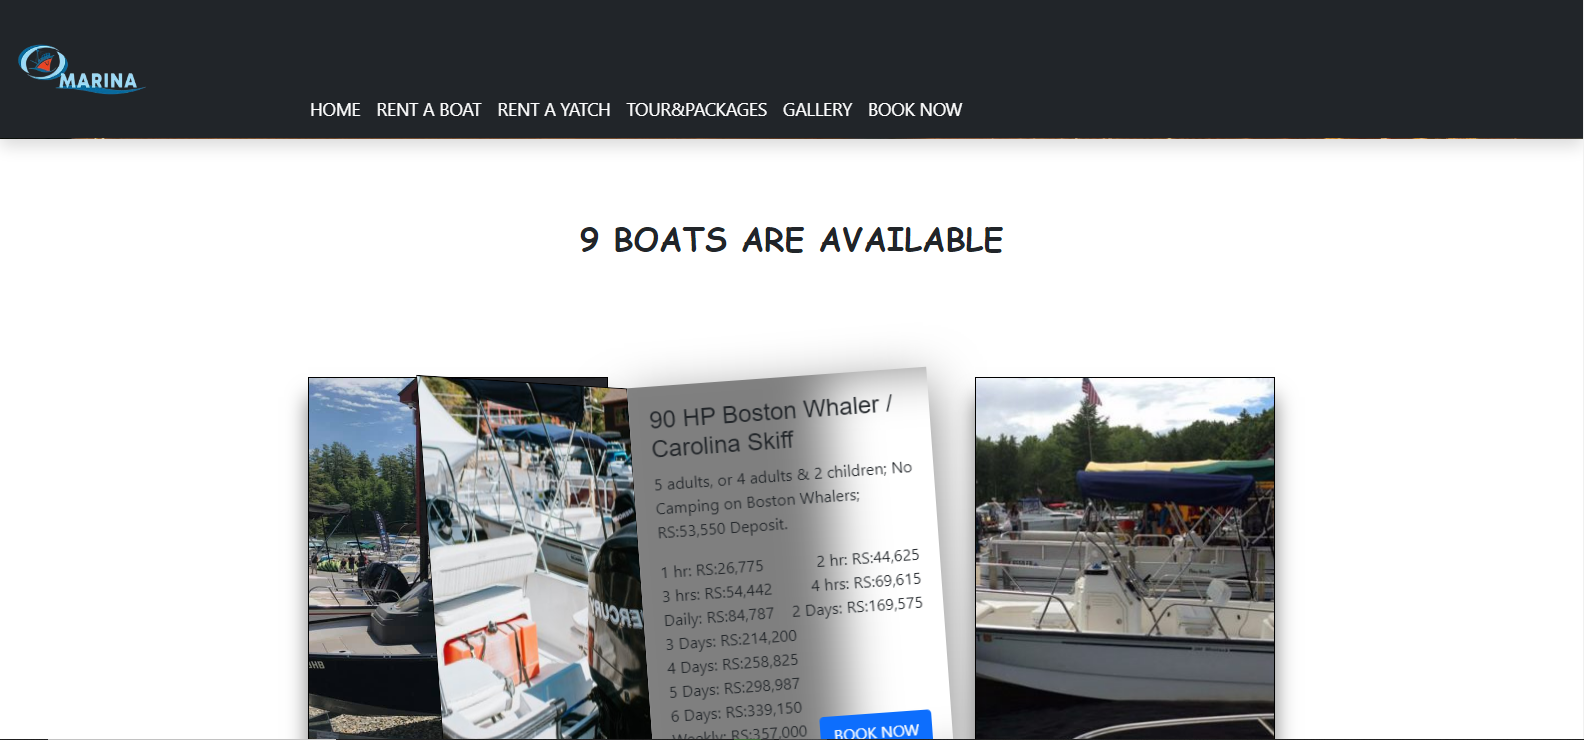 MARINA
HOME RENT A BOAT RENT A YATCH TOUR&PACKAGES GALLERY BOOK NOW
9 BOATS ARE AVAILABLE
90 HP Boston Whaler /
Carolina Skiff
5 adults, or 4 adults & 2 children; No
Camping on Boston Whalers;
RS:53,550 Deposit.
1 hr: RS:26,775 2 hr: RS:44,625
3 hrs: RS:54,442 4 hrs: RS:69,615
Daily: RS:84,787 2 Days: RS:169,575
3 Days: RS:214,200
4 Days: RS:258,825
5 Days: RS:298,987
6 Days: RS:339,150
Weekly: RS:357,000 BOOK NOW